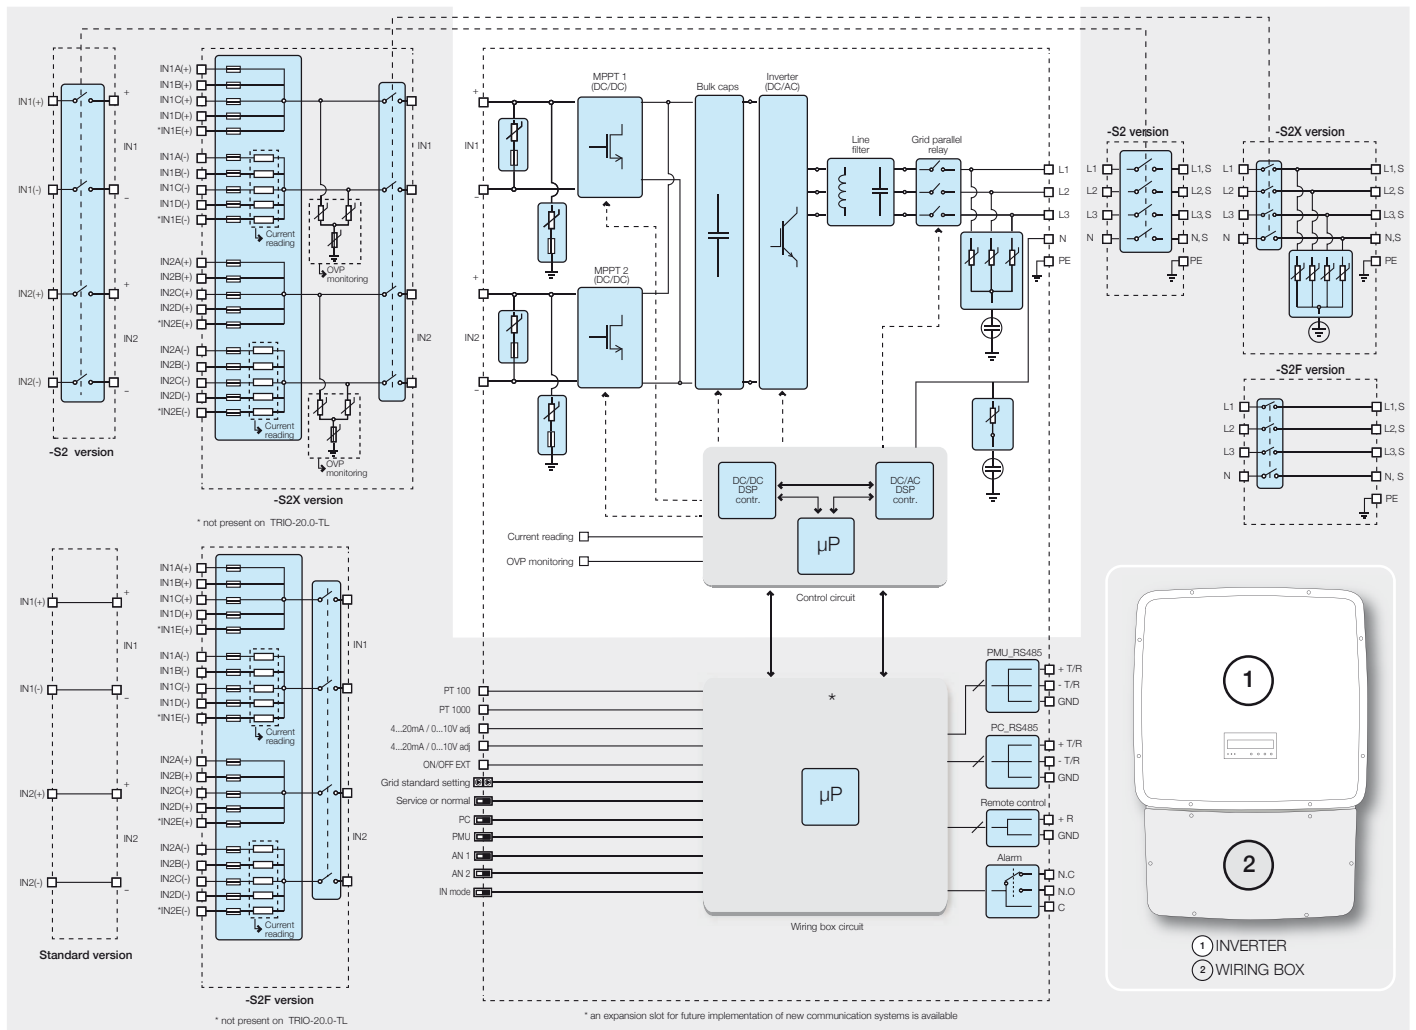 IN1(+)
+
IN1
IN1(-)
−
IN2(+)
+
IN2
IN2(-)
−
-S2 version
IN1A(+)
IN1B(+)
IN1C(+)
IN1D(+)
*IN1E(+)
IN1A(-)
IN1B(-)
IN1C(-)
IN1D(-)
*IN1E(-)
Current
reading
OVP
monitoring
IN2A(+)
IN2B(+)
IN2C(+)
IN2D(+)
*IN2E(+)
IN2A(-)
IN2B(-)
IN2C(-)
IN2D(-)
*IN2E(-)
Current
reading
OVP
monitoring
IN1
IN2
-S2X version
* not present on TRIO-20.0-TL
+
IN1
−
+
IN2
−
MPPT 1
(DC/DC)
MPPT 2
(DC/DC)
Bulk caps
Inverter
(DC/AC)
Line
filter
Grid parallel
relay
L1
L2
L3
N
PE
DC/DC
DSP
contr.
DC/AC
DSP
contr.
µP
Current reading
OVP monitoring
Control circuit
-S2 version
L1
L2
L3
N
L1,S
L2,S
L3,S
N,S
PE
-S2X version
L1
L2
L3
N
L1,S
L2,S
L3,S
N,S
PE
-S2F version
L1
L2
L3
N
L1,S
L2,S
L3,S
N, S
PE
IN1(+)
+
IN1
IN1(-)
−
IN2(+)
+
IN2
IN2(-)
−
Standard version
IN1A(+)
IN1B(+)
IN1C(+)
IN1D(+)
*IN1E(+)
IN1A(-)
IN1B(-)
IN1C(-)
IN1D(-)
*IN1E(-)
Current
reading
IN2A(+)
IN2B(+)
IN2C(+)
IN2D(+)
*IN2E(+)
IN2A(-)
IN2B(-)
IN2C(-)
IN2D(-)
*IN2E(-)
Current
reading
IN1
IN2
-S2F version
* not present on TRIO-20.0-TL
PT 100
PT 1000
4...20mA / 0...10V adj
4...20mA / 0...10V adj
ON/OFF EXT
Grid standard setting
Service or normal
PC
PMU
AN 1
AN 2
IN mode
*
µP
Wiring box circuit
PMU_RS485
+ T/R
- T/R
GND
PC_RS485
+ T/R
- T/R
GND
Remote control
+ R
GND
Alarm
N.C
N.O
C
* an expansion slot for future implementation of new communication systems is available
1
2
1 INVERTER
2 WIRING BOX